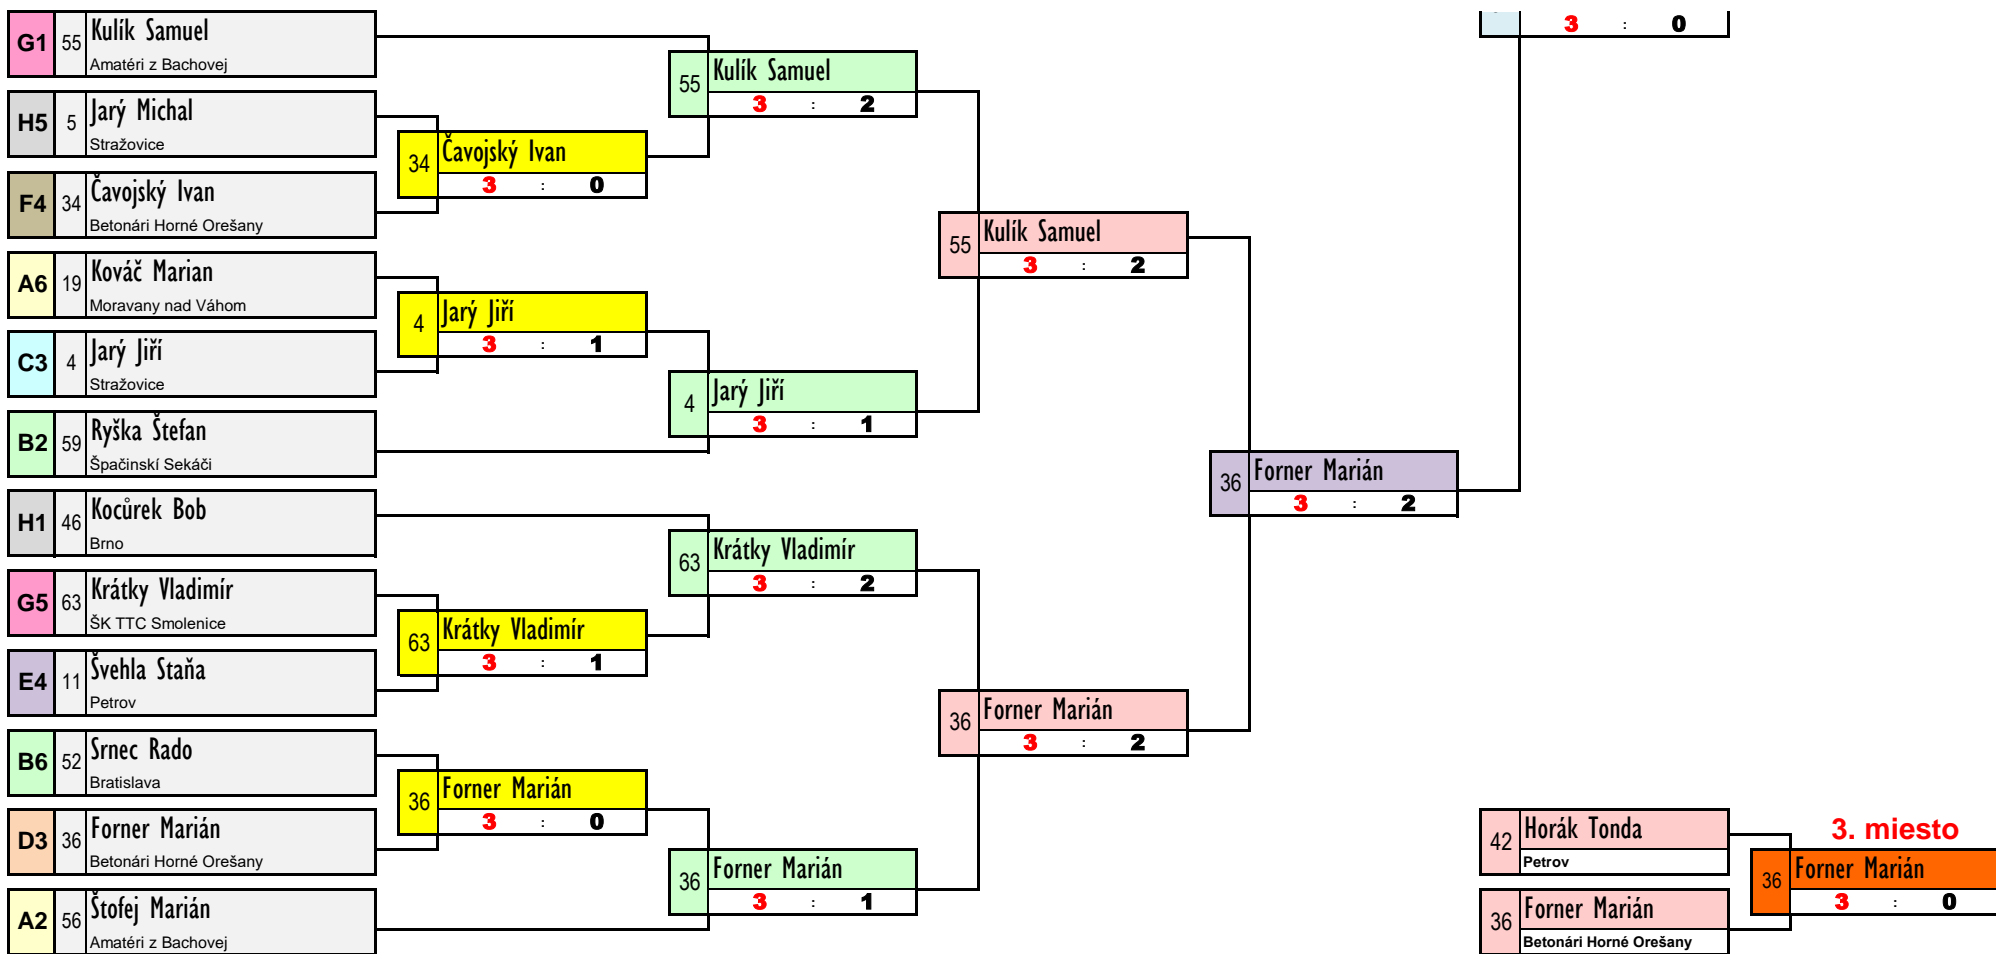 G1 55 Kulík Samuel
Amatéri z Bachovej
H5 5 Jarý Michal
Stražovice
F4 34 Čavojský Ivan
Betonári Horné Orešany
A6 19 Kováč Marian
Moravany nad Váhom
C3 4 Jarý Jiří
Stražovice
B2 59 Ryška Štefan
Špačinskí Sekáči
H1 46 Kocůrek Bob
Brno
G5 63 Krátky Vladimír
ŠK TTC Smolenice
E4 11 Švehla Staňa
Petrov
B6 52 Srnec Rado
Bratislava
D3 36 Forner Marián
Betonári Horné Orešany
A2 56 Štofej Marián
Amatéri z Bachovej
34 Čavojský Ivan
3 : 0
4 Jarý Jiří
3 : 1
63 Krátky Vladimír
3 : 1
36 Forner Marián
3 : 0
55 Kulík Samuel
3 : 2
4 Jarý Jiří
3 : 1
63 Krátky Vladimír
3 : 2
36 Forner Marián
3 : 1
55 Kulík Samuel
3 : 2
36 Forner Marián
3 : 2
36 Forner Marián
3 : 2
3 : 0
42 Horák Tonda
Petrov
36 Forner Marián
Betonári Horné Orešany
3. miesto
36 Forner Marián
3 : 0